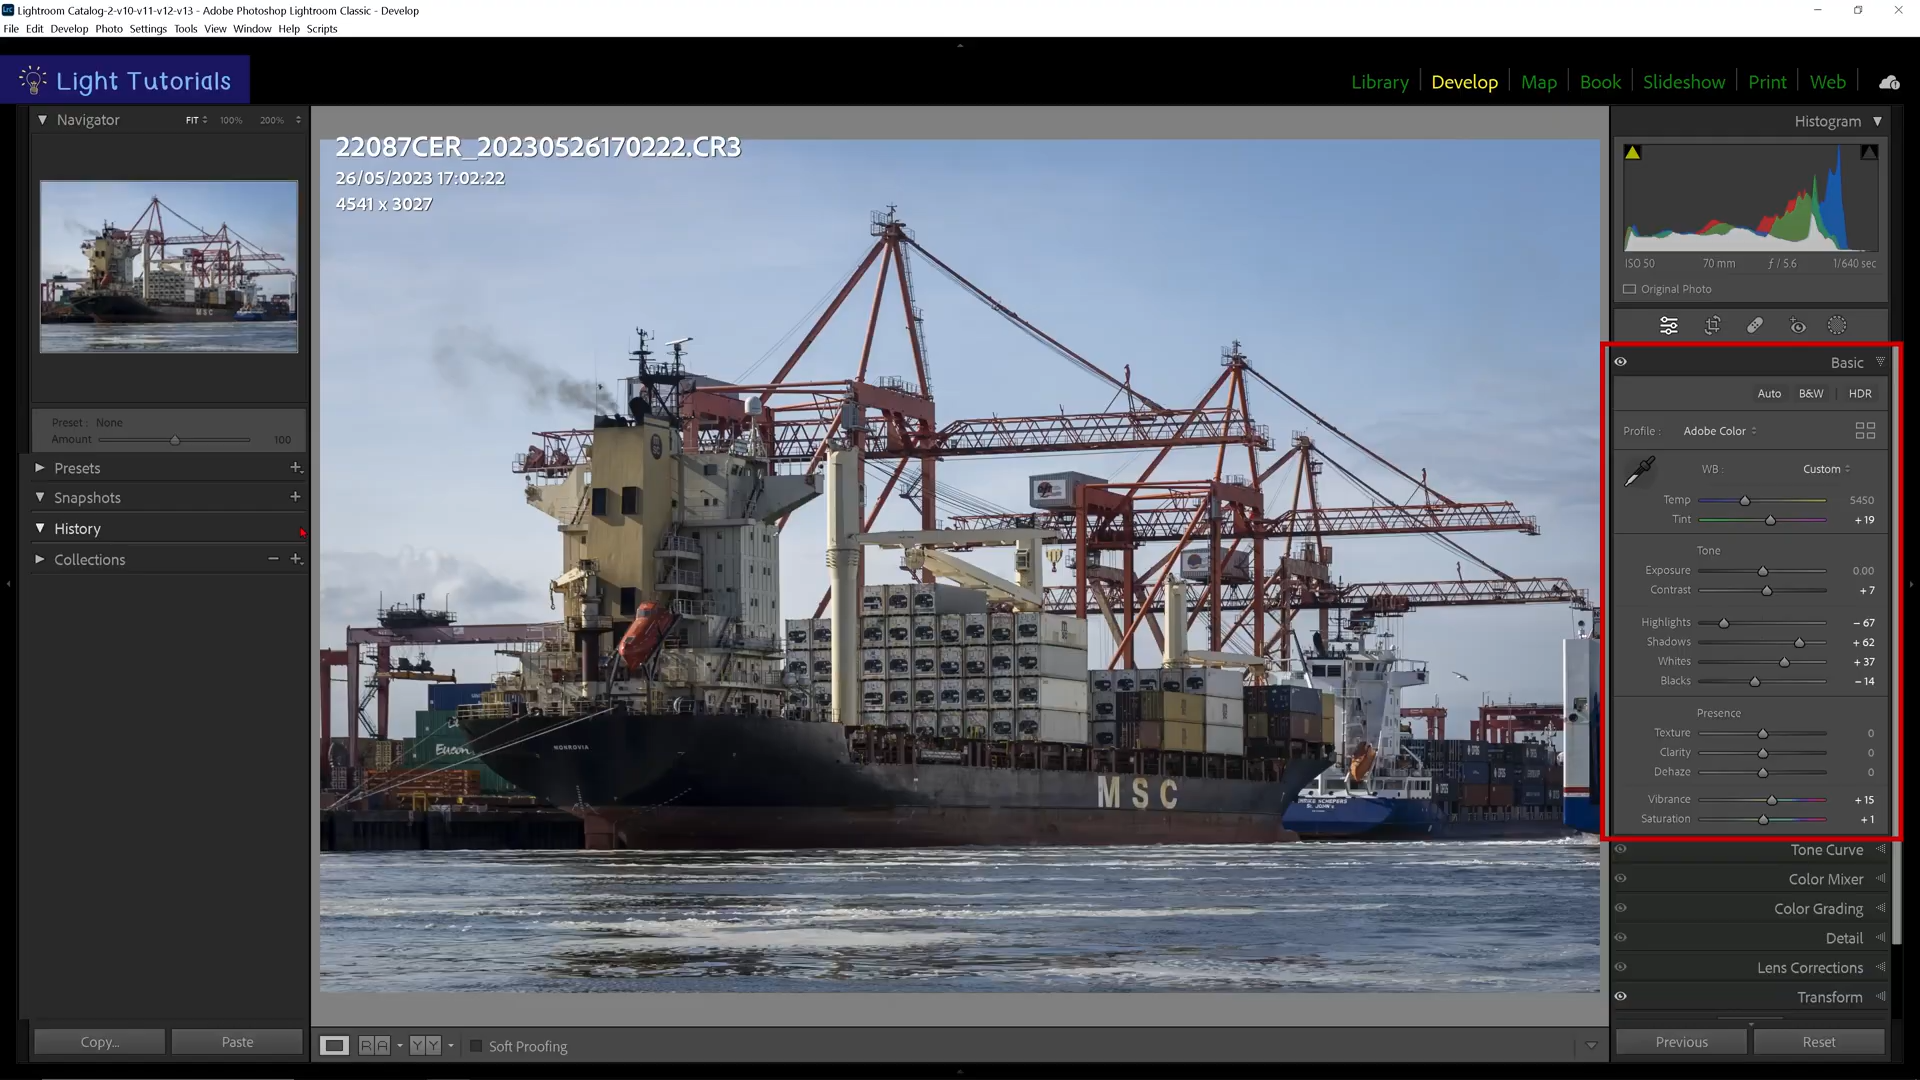 Lightroom Catalog-2-v10-v11-v12-v13 - Adobe Photoshop Lightroom Classic - Develop
File Edit Develop Photo Settings Tools View Window Help Scripts
Light Tutorials
Library Develop Map Book Slideshow Print Web
Navigator FIT 100% 200%
Preset: None
Amount 100
Presets
Snapshots
History
Collections
Copy... Paste
22087CER_20230526170222.CR3
26/05/2023 17:02:22
4541 x 3027
MONROVIA
MSC
Soft Proofing
Histogram
ISO 50 70 mm ƒ / 5.6 1/640 sec
Original Photo
Basic
Auto B&W HDR
Profile : Adobe Color
WB : Custom
Temp 5450
Tint + 19
Tone
Exposure 0.00
Contrast + 7
Highlights − 67
Shadows + 62
Whites + 37
Blacks − 14
Presence
Texture 0
Clarity 0
Dehaze 0
Vibrance + 15
Saturation + 1
Tone Curve
Color Mixer
Color Grading
Detail
Lens Corrections
Transform
Previous Reset